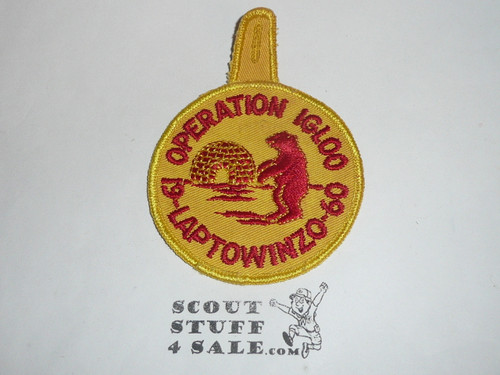 OPERATION IGLOO
19-LAPTOWINZO-60
SCOUT
STUFF
4 SALE.COM